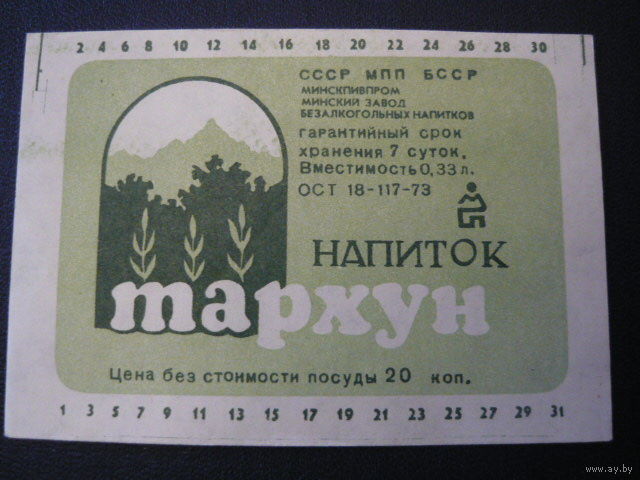 2 4 6 8 10 12 14 16 18 20 22 24 26 28 30
СССР МПП БССР
МИНСКПИВПРОМ
МИНСКИЙ ЗАВОД
БЕЗАЛКОГОЛЬНЫХ НАПИТКОВ
гарантийный срок
хранения 7 суток.
Вместимость 0,33 л.
ОСТ 18-117-73
НАПИТОК
тархун
Цена без стоимости посуды 20 коп.
1 3 5 7 9 11 13 15 17 19 21 23 25 27 29 31
www.ay.by